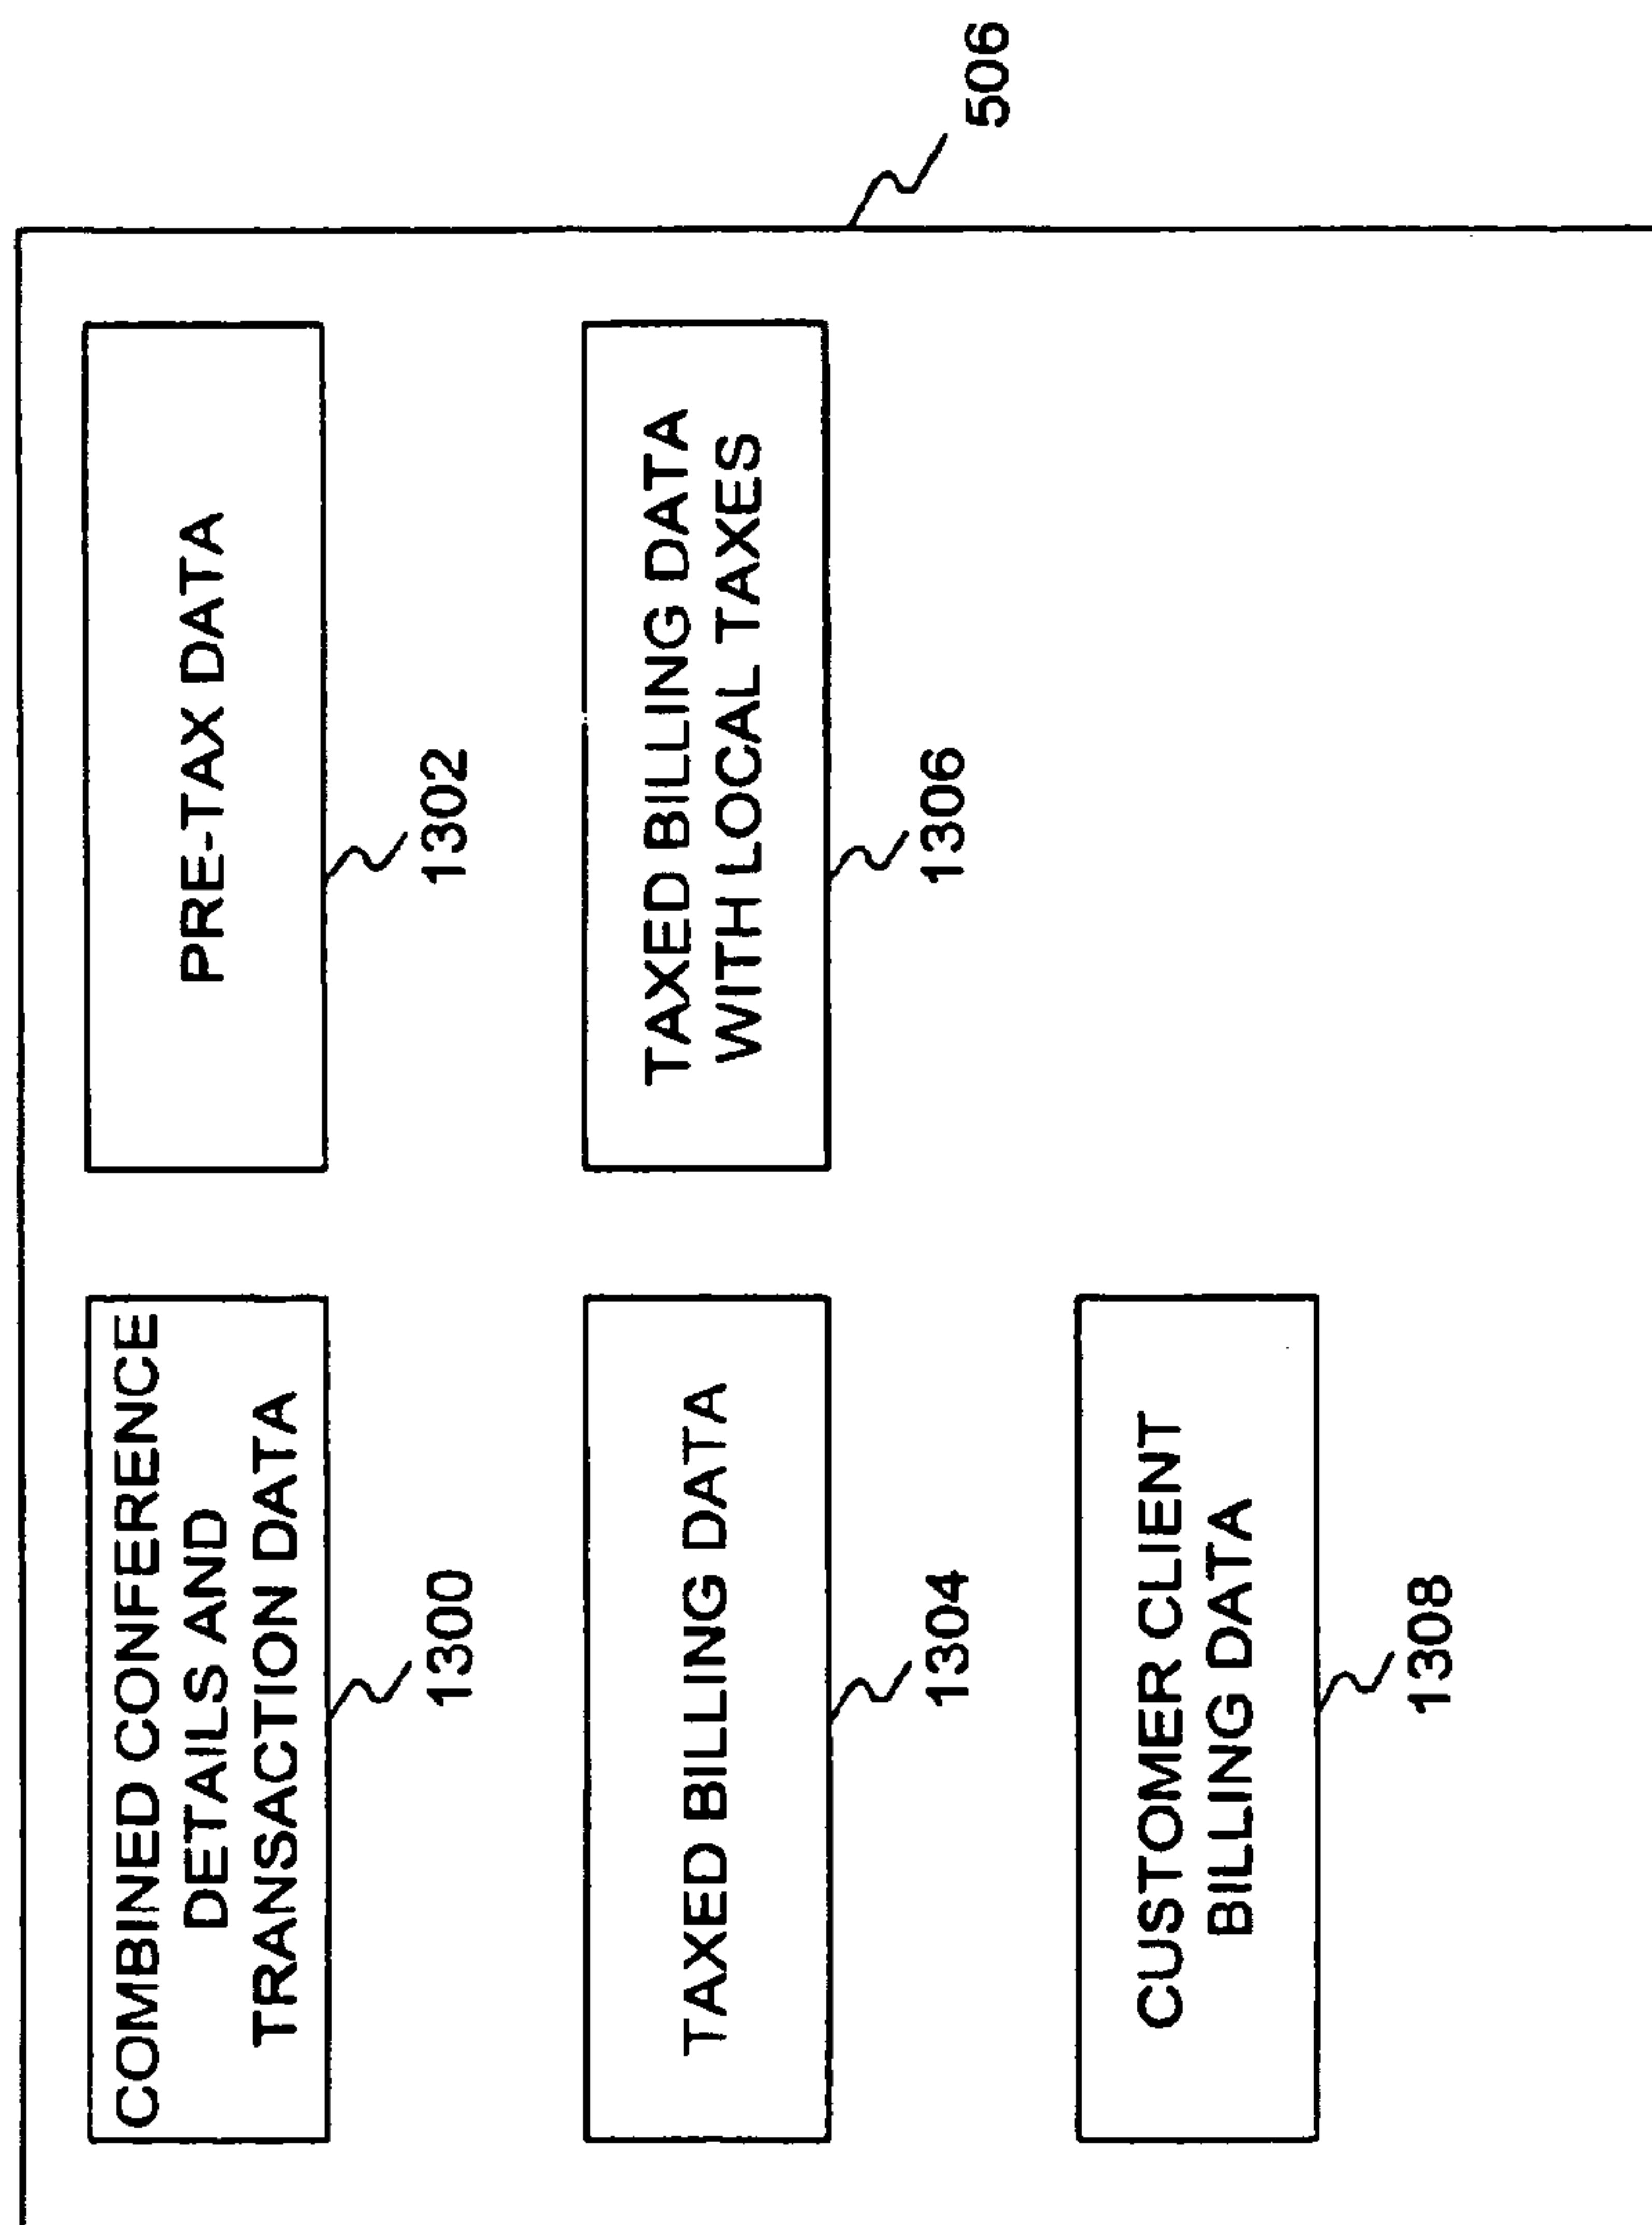 COMBINED CONFERENCE
DETAILS AND
TRANSACTION DATA
1300
PRE-TAX DATA
1302
TAXED BILLING DATA
1304
TAXED BILLING DATA
WITH LOCAL TAXES
1306
CUSTOMER CLIENT
BILLING DATA
1308
506